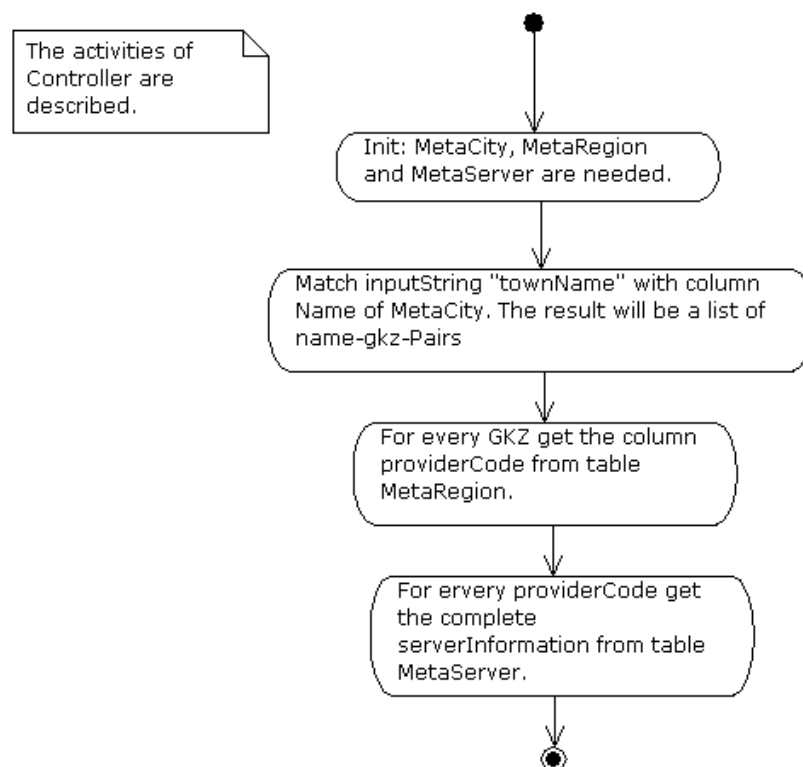 The activities of
Controller are
described.
Init: MetaCity, MetaRegion
and MetaServer are needed.
Match inputString "townName" with column
Name of MetaCity. The result will be a list of
name-gkz-Pairs
For every GKZ get the column
providerCode from table
MetaRegion.
For ervery providerCode get
the complete
serverInformation from table
MetaServer.